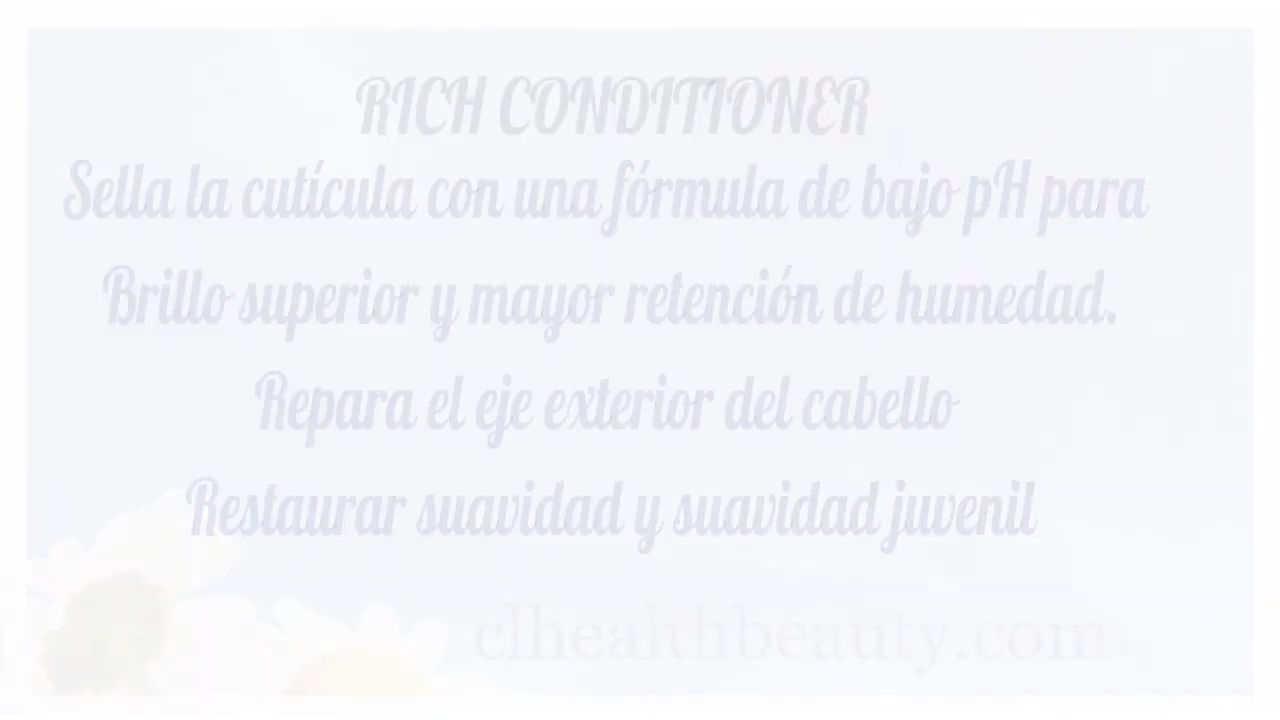 RICH CONDITIONER
Sella la cutícula con una fórmula de bajo pH para
Brillo superior y mayor retención de humedad.
Repara el eje exterior del cabello
Restaurar suavidad y suavidad juvenil
clhealthbeauty.com